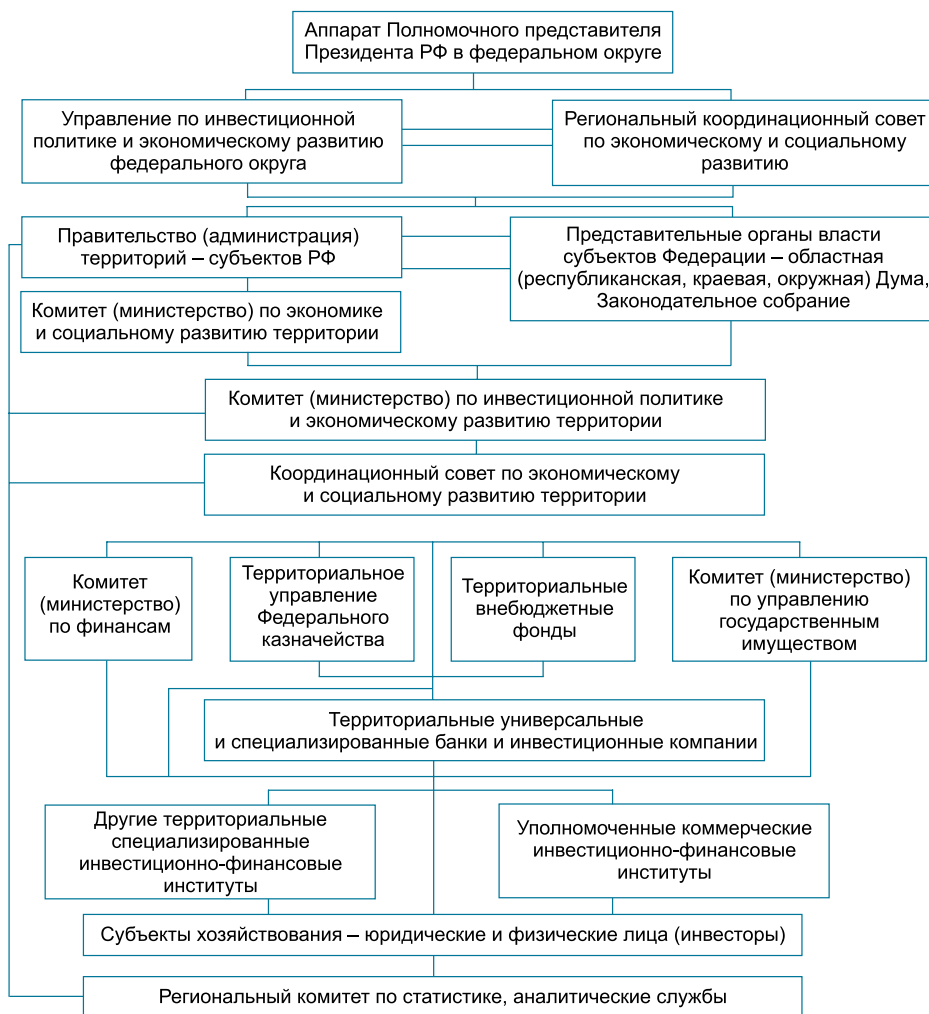 Аппарат Полномочного представителя
Президента РФ в федеральном округе
Управление по инвестиционной
политике и экономическому развитию
федерального округа
Региональный координационный совет
по экономическому и социальному
развитию
Правительство (администрация)
территорий – субъектов РФ
Представительные органы власти
субъектов Федерации – областная
(республиканская, краевая, окружная) Дума,
Законодательное собрание
Комитет (министерство) по экономике
и социальному развитию территории
Комитет (министерство) по инвестиционной политике
и экономическому развитию территории
Координационный совет по экономическому
и социальному развитию территории
Комитет
(министерство)
по финансам
Территориальное
управление
Федерального
казначейства
Территориальные
внебюджетные
фонды
Комитет (министерство)
по управлению
государственным
имуществом
Территориальные универсальные
и специализированные банки и инвестиционные компании
Другие территориальные
специализированные
инвестиционно-финансовые
институты
Уполномоченные коммерческие
инвестиционно-финансовые
институты
Субъекты хозяйствования – юридические и физические лица (инвесторы)
Региональный комитет по статистике, аналитические службы